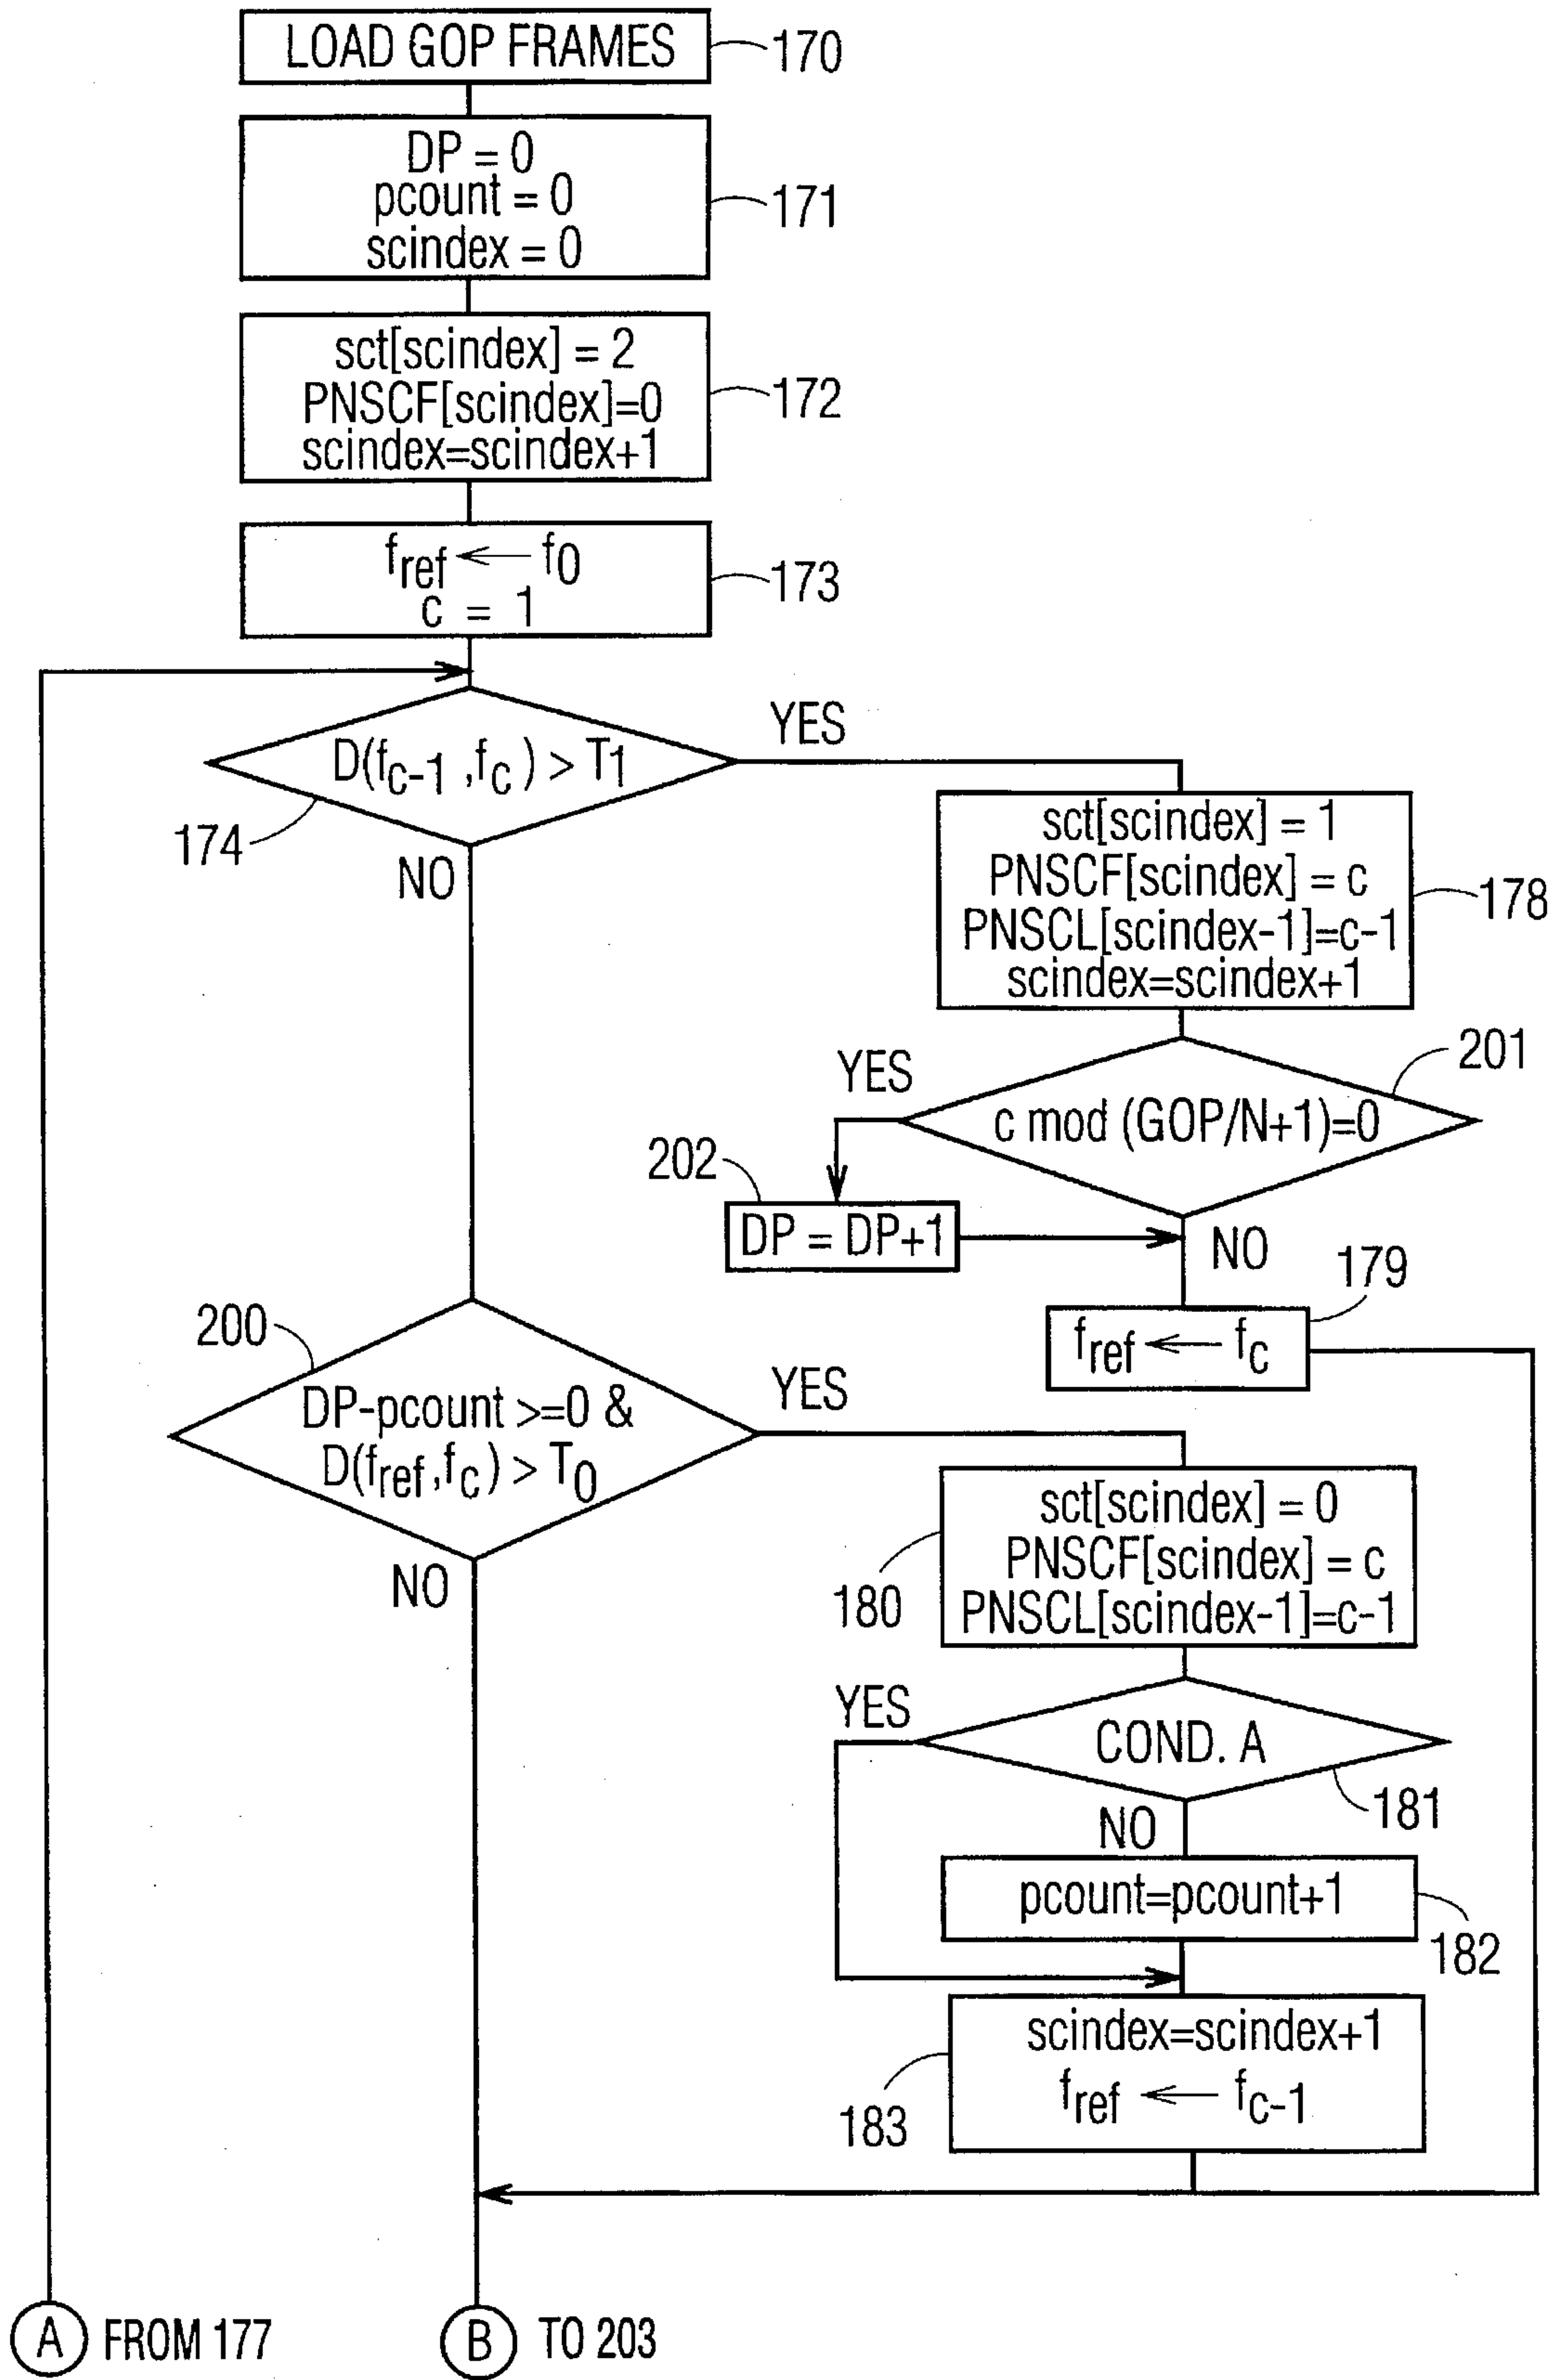 LOAD GOP FRAMES
170
DP = 0
pcount = 0
scindex = 0
171
sct[scindex] = 2
PNSCF[scindex]=0
scindex=scindex+1
172
fref ← f0
c = 1
173
D(fc-1 ,fc ) > T1
YES
174
NO
sct[scindex] = 1
PNSCF[scindex] = c
PNSCL[scindex-1]=c-1
scindex=scindex+1
178
YES
201
c mod (GOP/N+1)=0
202
DP = DP+1
NO
179
fref ← fc
200
DP-pcount >=0 &
D(fref,fc ) > T0
YES
NO
sct[scindex] = 0
PNSCF[scindex] = c
PNSCL[scindex-1]=c-1
180
YES
COND. A
181
NO
pcount=pcount+1
182
scindex=scindex+1
fref ← fc-1
183
A FROM 177
B TO 203